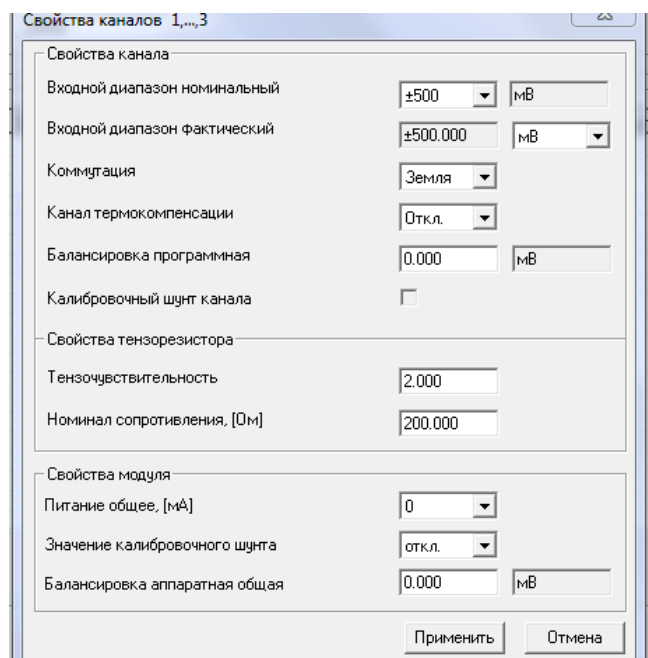 Свойства каналов 1,...,3
Свойства канала
Входной диапазон номинальный ±500 мВ
Входной диапазон фактический ±500.000 мВ
Коммутация Земля
Канал термокомпенсации Откл.
Балансировка программная 0.000 мВ
Калибровочный шунт канала
Свойства тензорезистора
Тензочувствительность 2.000
Номинал сопротивления, [Ом] 200.000
Свойства модуля
Питание общее, [мА] 0
Значение калибровочного шунта откл.
Балансировка аппаратная общая 0.000 мВ
Применить Отмена